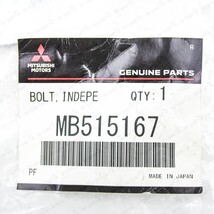 MITSUBISHI
MOTORS
GENUINE PARTS
BOLT, INDEPE QTY: 1
MB515167
PF
MADE IN JAPAN